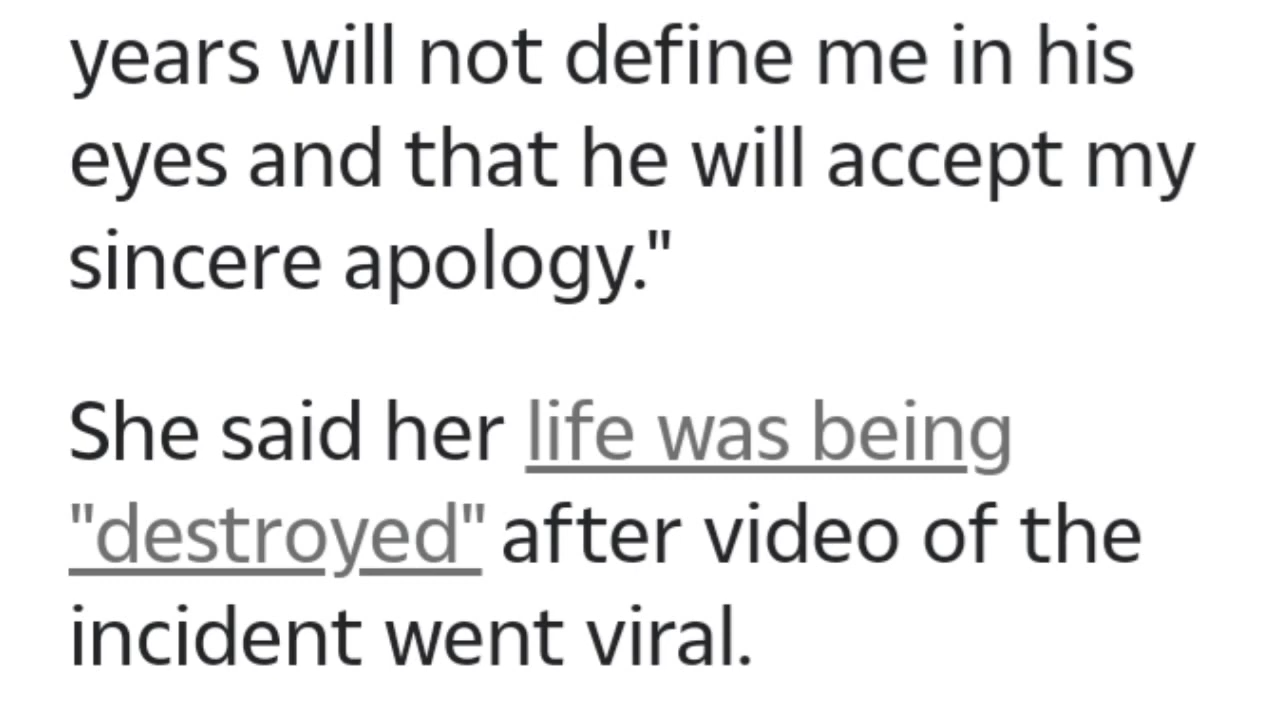 years will not define me in his
eyes and that he will accept my
sincere apology."
She said her life was being
"destroyed" after video of the
incident went viral.